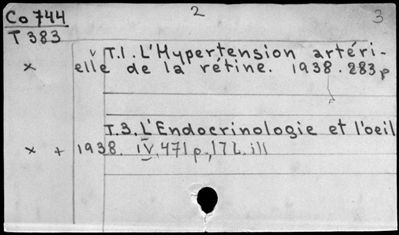 Co 744 2 3
T 383
v T.1. L'Hypertension artéri-
x elle de la rétine. 1938. 283 p
T.3. L'Endocrinologie et l'oeil
x + 1938. IV, 471 p., 172 ill